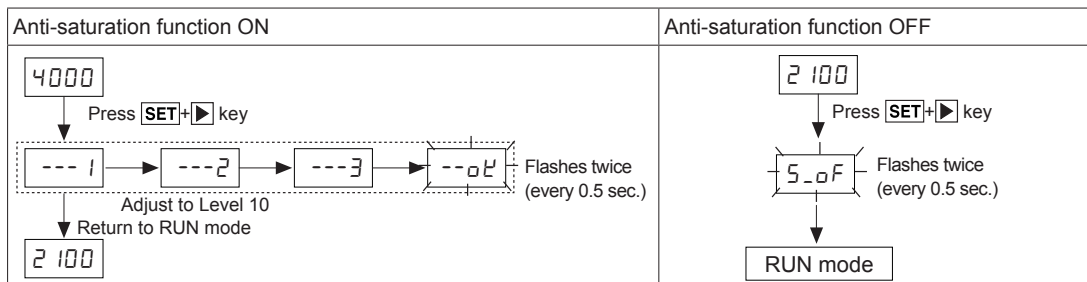 Anti-saturation function ON
Anti-saturation function OFF
4000
Press SET+▶ key
---1
---2
---3
--oK
Flashes twice
(every 0.5 sec.)
Adjust to Level 10
Return to RUN mode
2100
2100
Press SET+▶ key
S_oF
Flashes twice
(every 0.5 sec.)
RUN mode